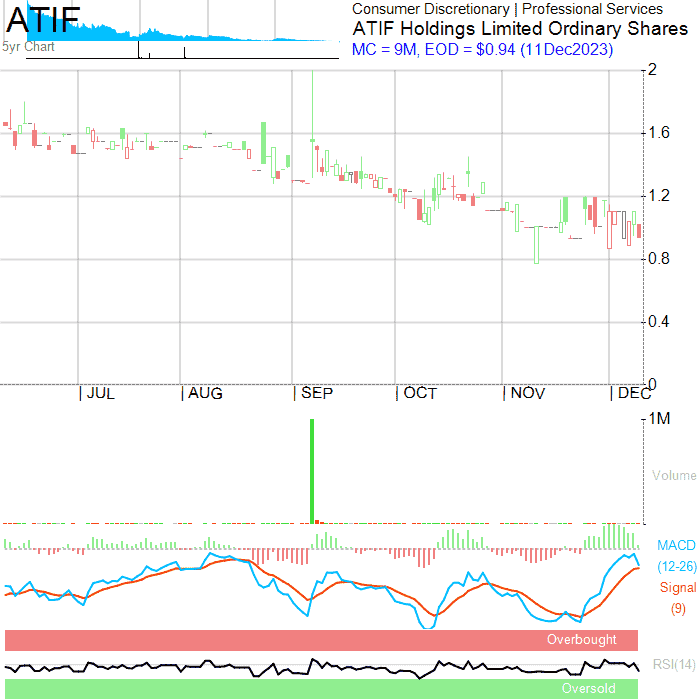 ATIF
5yr Chart
Consumer Discretionary | Professional Services
ATIF Holdings Limited Ordinary Shares
MC = 9M, EOD = $0.94 (11Dec2023)
2
1.6
1.2
0.8
0.4
0
| JUL | AUG | SEP | OCT | NOV | DEC
1M
Volume
MACD
(12-26)
Signal
(9)
Overbought
RSI(14)
Oversold